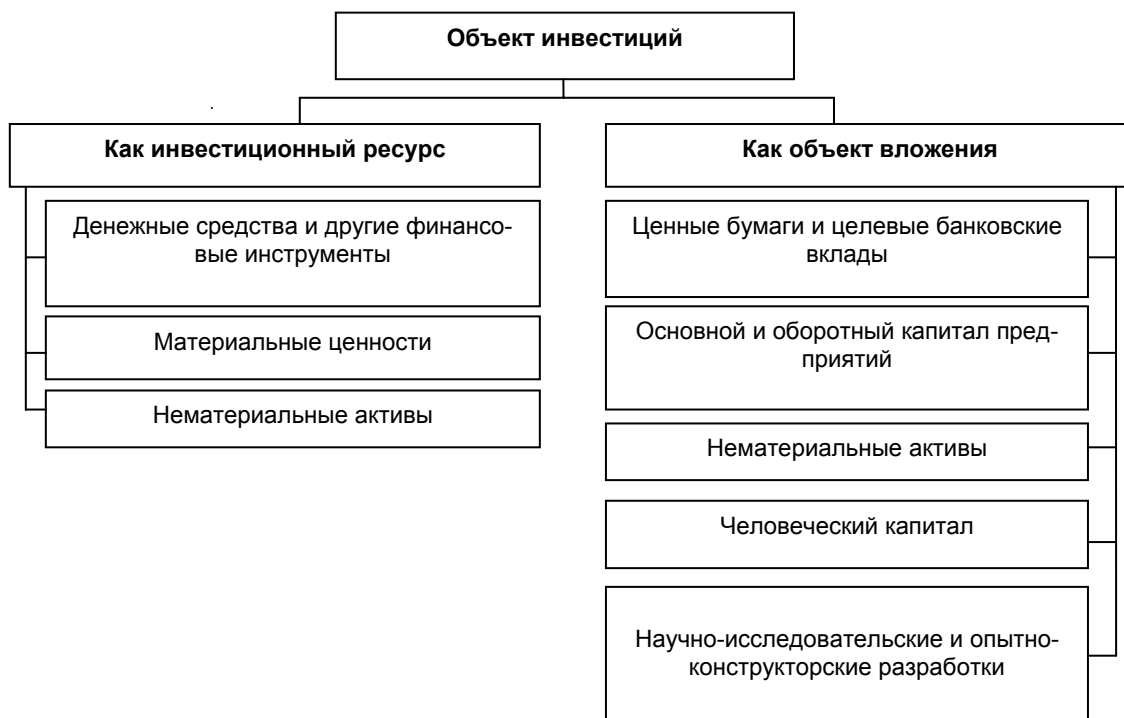 Объект инвестиций
Как инвестиционный ресурс
Денежные средства и другие финансо-
вые инструменты
Материальные ценности
Нематериальные активы
Как объект вложения
Ценные бумаги и целевые банковские
вклады
Основной и оборотный капитал пред-
приятий
Нематериальные активы
Человеческий капитал
Научно-исследовательские и опытно-
конструкторские разработки